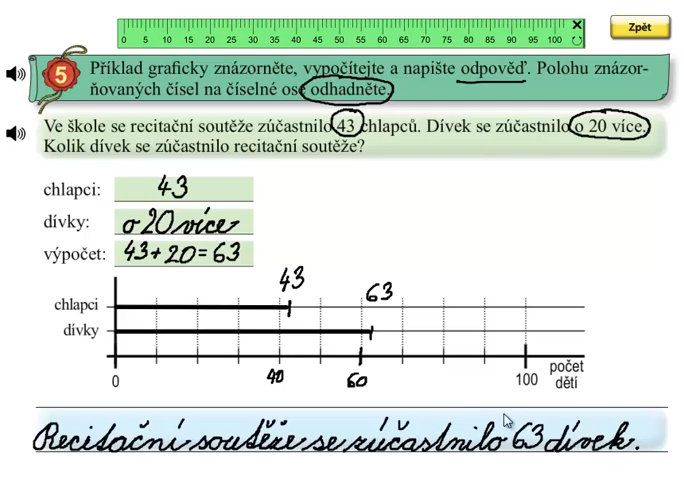 0 5 10 15 20 25 30 35 40 45 50 55 60 65 70 75 80 85 90 95 100
Zpět
5 Příklad graficky znázorněte, vypočítejte a napište odpověď. Polohu znázor-
ňovaných čísel na číselné ose odhadněte.
Ve škole se recitační soutěže zúčastnilo 43 chlapců. Dívek se zúčastnilo o 20 více.
Kolik dívek se zúčastnilo recitační soutěže?
chlapci: 43
dívky: o 20 více
výpočet: 43+20=63
43 63
chlapci
dívky
0 40 60 100 počet
dětí
Recitační soutěže se zúčastnilo 63 dívek.